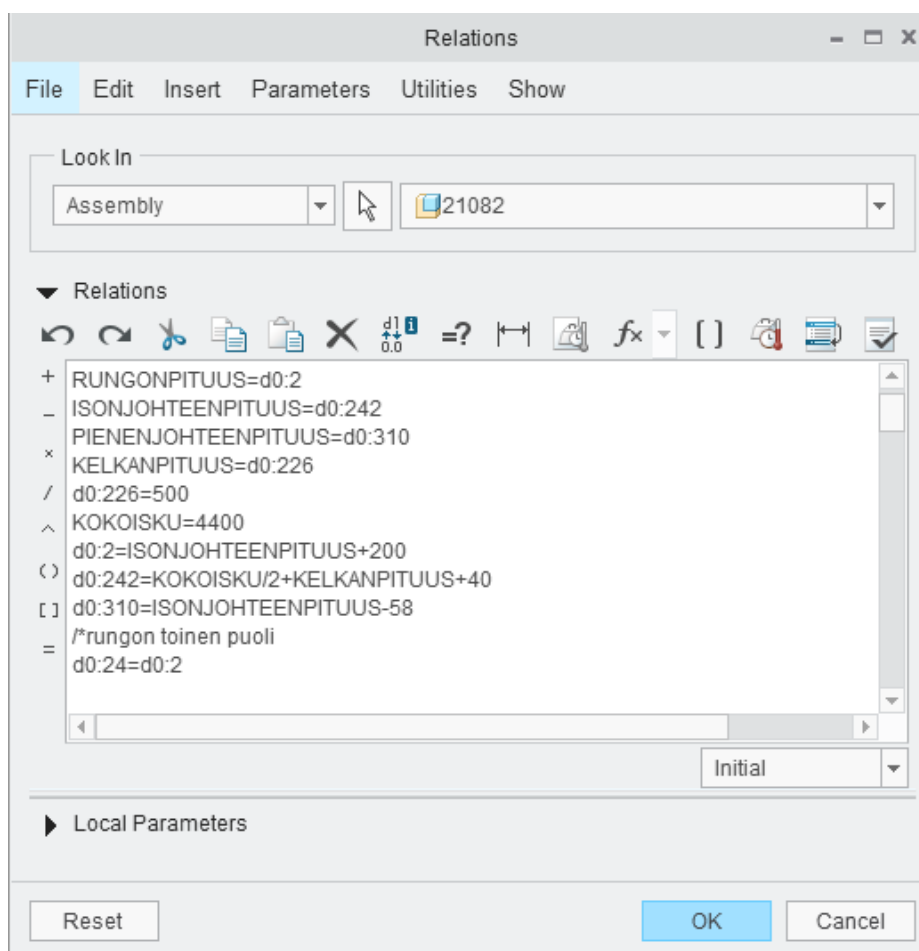 Relations
File Edit Insert Parameters Utilities Show
Look In
Assembly 21082
Relations
RUNGONPITUUS=d0:2
ISONJOHTEENPITUUS=d0:242
PIENENJOHTEENPITUUS=d0:310
KELKANPITUUS=d0:226
d0:226=500
KOKOISKU=4400
d0:2=ISONJOHTEENPITUUS+200
d0:242=KOKOISKU/2+KELKANPITUUS+40
d0:310=ISONJOHTEENPITUUS-58
/*rungon toinen puoli
d0:24=d0:2
Initial
Local Parameters
Reset OK Cancel